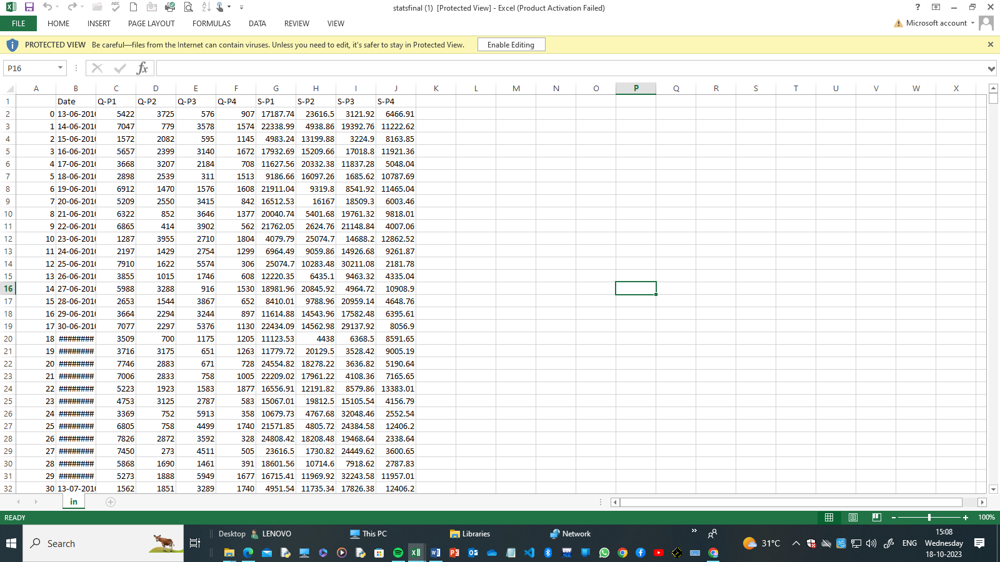 statsfinal (1) [Protected View] - Excel (Product Activation Failed)
FILE HOME INSERT PAGE LAYOUT FORMULAS DATA REVIEW VIEW Microsoft account
PROTECTED VIEW Be careful—files from the Internet can contain viruses. Unless you need to edit, it's safer to stay in Protected View. Enable Editing
P16 fx
A B C D E F G H I J K L M N O P Q R S T U V W X
1 Date Q-P1 Q-P2 Q-P3 Q-P4 S-P1 S-P2 S-P3 S-P4
2 0 13-06-2010 5422 3725 576 907 17187.74 23616.5 3121.92 6466.91
3 1 14-06-2010 7047 779 3578 1574 22338.99 4938.86 19392.76 11222.62
4 2 15-06-2010 1572 2082 595 1145 4983.24 13199.88 3224.9 8163.85
5 3 16-06-2010 5657 2399 3140 1672 17932.69 15209.66 17018.8 11921.36
6 4 17-06-2010 3668 3207 2184 708 11627.56 20332.38 11837.28 5048.04
7 5 18-06-2010 2898 2539 311 1513 9186.66 16097.26 1685.62 10787.69
8 6 19-06-2010 6912 1470 1576 1608 21911.04 9319.8 8541.92 11465.04
9 7 20-06-2010 5209 2550 3415 842 16512.53 16167 18509.3 6003.46
10 8 21-06-2010 6322 852 3646 1377 20040.74 5401.68 19761.32 9818.01
11 9 22-06-2010 6865 414 3902 562 21762.05 2624.76 21148.84 4007.06
12 10 23-06-2010 1287 3955 2710 1804 4079.79 25074.7 14688.2 12862.52
13 11 24-06-2010 2197 1429 2754 1299 6964.49 9059.86 14926.68 9261.87
14 12 25-06-2010 7910 1622 5574 306 25074.7 10283.48 30211.08 2181.78
15 13 26-06-2010 3855 1015 1746 608 12220.35 6435.1 9463.32 4335.04
16 14 27-06-2010 5988 3288 916 1530 18981.96 20845.92 4964.72 10908.9
17 15 28-06-2010 2653 1544 3867 652 8410.01 9788.96 20959.14 4648.76
18 16 29-06-2010 3664 2294 3244 897 11614.88 14543.96 17582.48 6395.61
19 17 30-06-2010 7077 2297 5376 1130 22434.09 14562.98 29137.92 8056.9
20 18 ######## 3509 700 1175 1205 11123.53 4438 6368.5 8591.65
21 19 ######## 3716 3175 651 1263 11779.72 20129.5 3528.42 9005.19
22 20 ######## 7746 2883 671 728 24554.82 18278.22 3636.82 5190.64
23 21 ######## 7006 2833 758 1005 22209.02 17961.22 4108.36 7165.65
24 22 ######## 5223 1923 1583 1877 16556.91 12191.82 8579.86 13383.01
25 23 ######## 4753 3125 2787 583 15067.01 19812.5 15105.54 4156.79
26 24 ######## 3369 752 5913 358 10679.73 4767.68 32048.46 2552.54
27 25 ######## 6805 758 4499 1740 21571.85 4805.72 24384.58 12406.2
28 26 ######## 7826 2872 3592 328 24808.42 18208.48 19468.64 2338.64
29 27 ######## 7450 273 4511 505 23616.5 1730.82 24449.62 3600.65
30 28 ######## 5868 1690 1461 391 18601.56 10714.6 7918.62 2787.83
31 29 ######## 5273 1888 5949 1677 16715.41 11969.92 32243.58 11957.01
32 30 13-07-2010 1562 1851 3289 1740 4951.54 11735.34 17826.38 12406.2
in
READY 100%
Desktop LENOVO This PC Libraries Network
Search 31°C ENG
15:08
Wednesday
18-10-2023